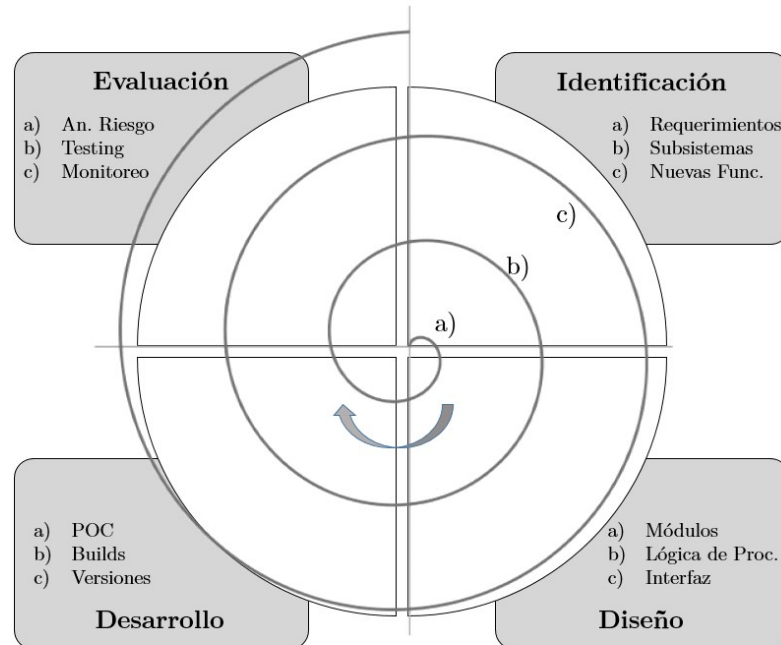 Evaluación
a) An. Riesgo
b) Testing
c) Monitoreo
Identificación
a) Requerimientos
b) Subsistemas
c) Nuevas Func.
c)
b)
a)
a) POC
b) Builds
c) Versiones
Desarrollo
a) Módulos
b) Lógica de Proc.
c) Interfaz
Diseño